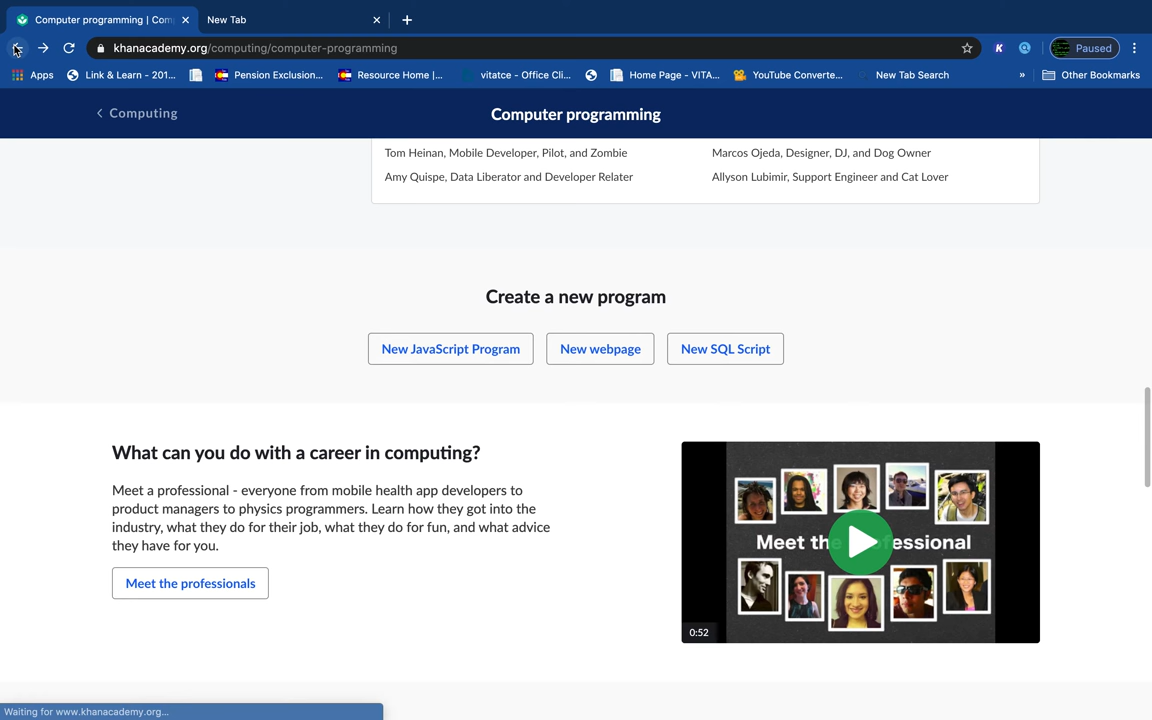 Computer programming | Com
New Tab
khanacademy.org/computing/computer-programming
Paused
Apps
Link & Learn - 201...
Pension Exclusion...
Resource Home |...
vitatce - Office Cli...
Home Page - VITA...
YouTube Converte...
New Tab Search
»
Other Bookmarks
< Computing
Computer programming
Tom Heinan, Mobile Developer, Pilot, and Zombie
Marcos Ojeda, Designer, DJ, and Dog Owner
Amy Quispe, Data Liberator and Developer Relater
Allyson Lubimir, Support Engineer and Cat Lover
Create a new program
New JavaScript Program
New webpage
New SQL Script
What can you do with a career in computing?
Meet a professional - everyone from mobile health app developers to
product managers to physics programmers. Learn how they got into the
industry, what they do for their job, what they do for fun, and what advice
they have for you.
Meet the professionals
Meet the fessional
0:52
Waiting for www.khanacademy.org...